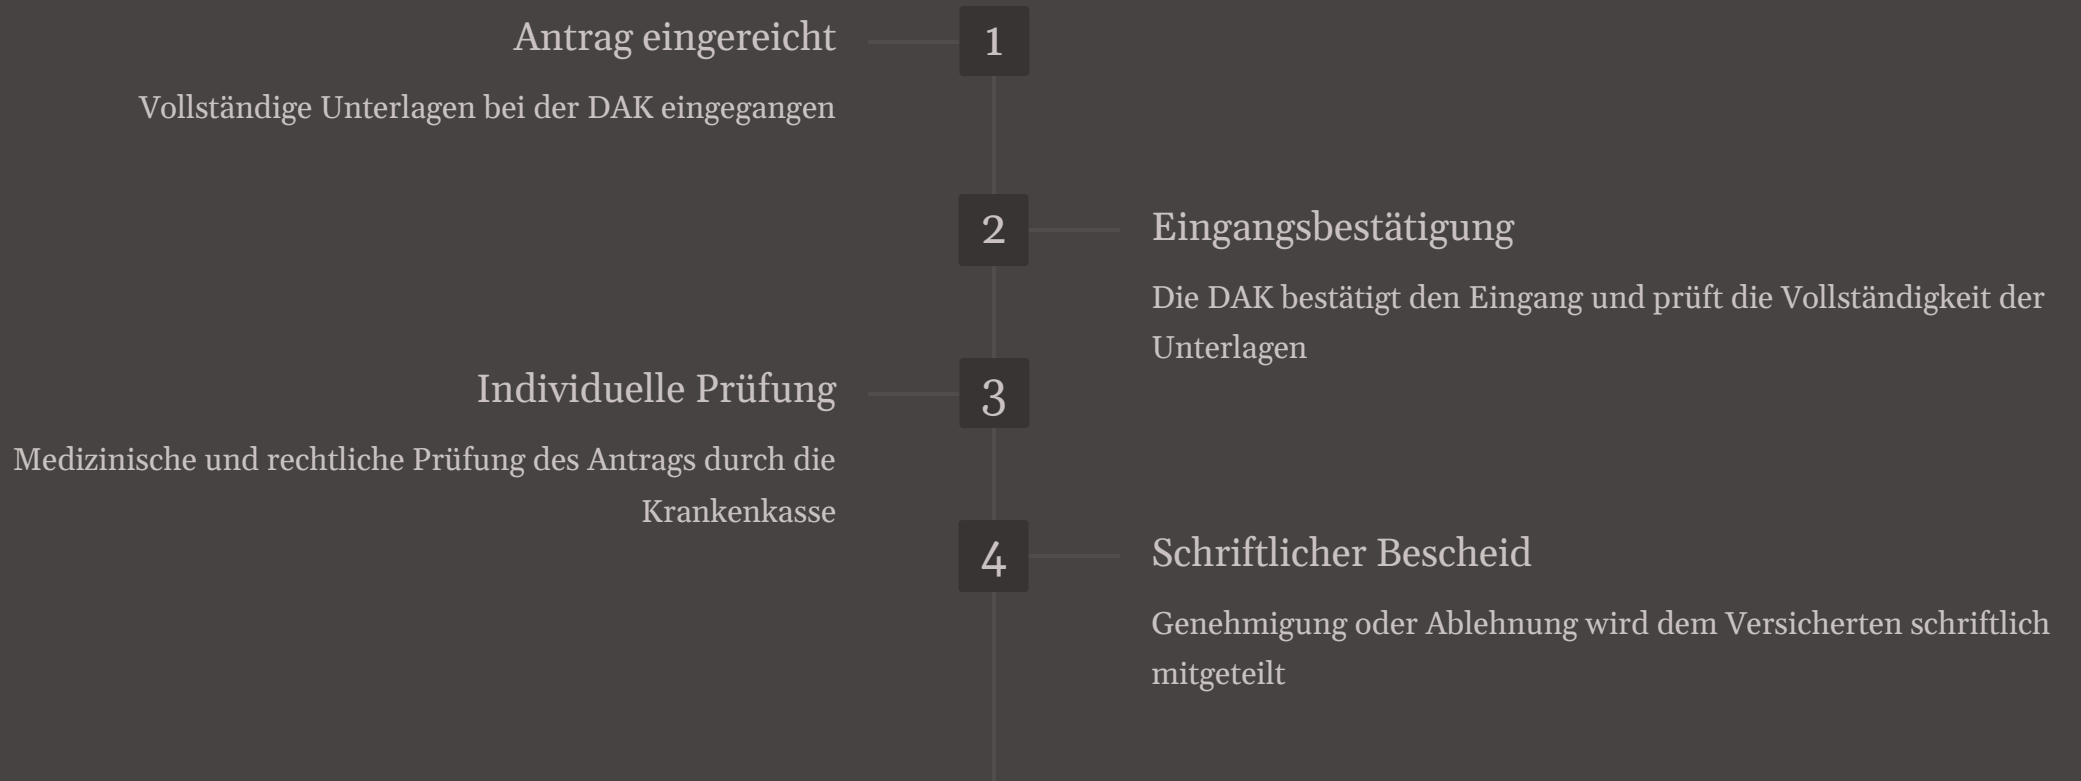 Antrag eingereicht
1
Vollständige Unterlagen bei der DAK eingegangen
2
Eingangsbestätigung
Die DAK bestätigt den Eingang und prüft die Vollständigkeit der
Unterlagen
Individuelle Prüfung
3
Medizinische und rechtliche Prüfung des Antrags durch die
Krankenkasse
4
Schriftlicher Bescheid
Genehmigung oder Ablehnung wird dem Versicherten schriftlich
mitgeteilt